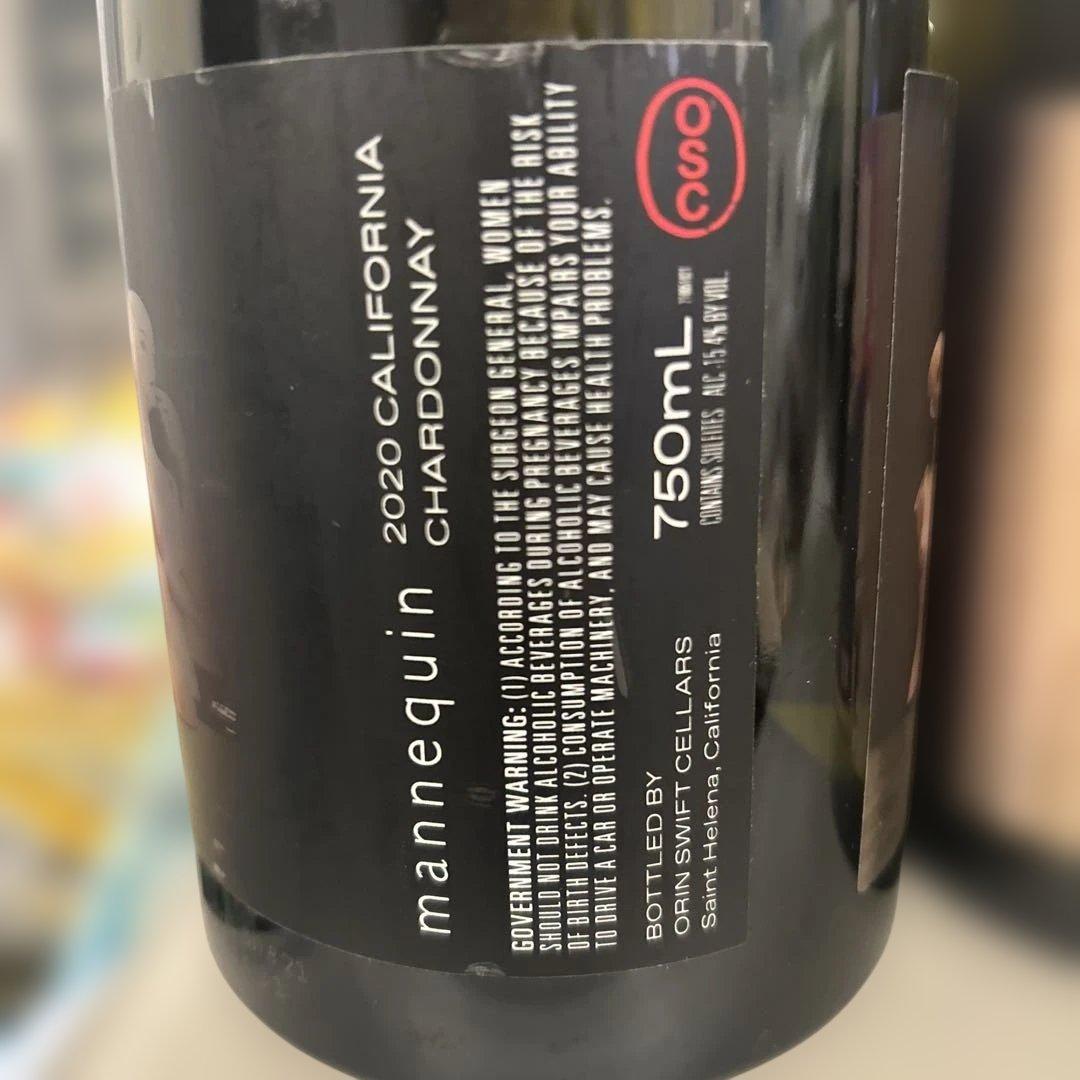 mannequin
2020 CALIFORNIA
CHARDONNAY
GOVERNMENT WARNING: (1) ACCORDING TO THE SURGEON GENERAL, WOMEN
SHOULD NOT DRINK ALCOHOLIC BEVERAGES DURING PREGNANCY BECAUSE OF THE RISK
OF BIRTH DEFECTS. (2) CONSUMPTION OF ALCOHOLIC BEVERAGES IMPAIRS YOUR ABILITY
TO DRIVE A CAR OR OPERATE MACHINERY, AND MAY CAUSE HEALTH PROBLEMS.
BOTTLED BY
ORIN SWIFT CELLARS
Saint Helena, California
750mL
CONTAINS SULFITES ALC. 15.4% BY VOL.